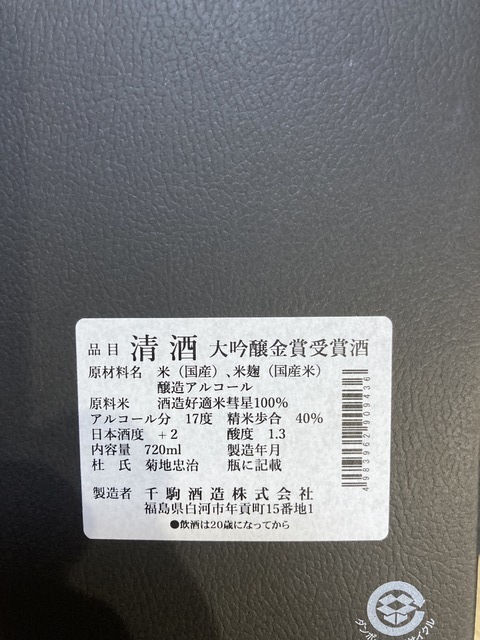 品目 清酒 大吟醸金賞受賞酒
原材料名 米（国産）、米麹（国産米）
醸造アルコール
原料米 酒造好適米彗星100%
アルコール分 17度 精米歩合 40%
日本酒度 +2 酸度 1.3
内容量 720ml 製造年月
杜氏 菊地忠治 瓶に記載
製造者 千駒酒造株式会社
福島県白河市年貢町15番地1
●飲酒は20歳になってから
4983962909436